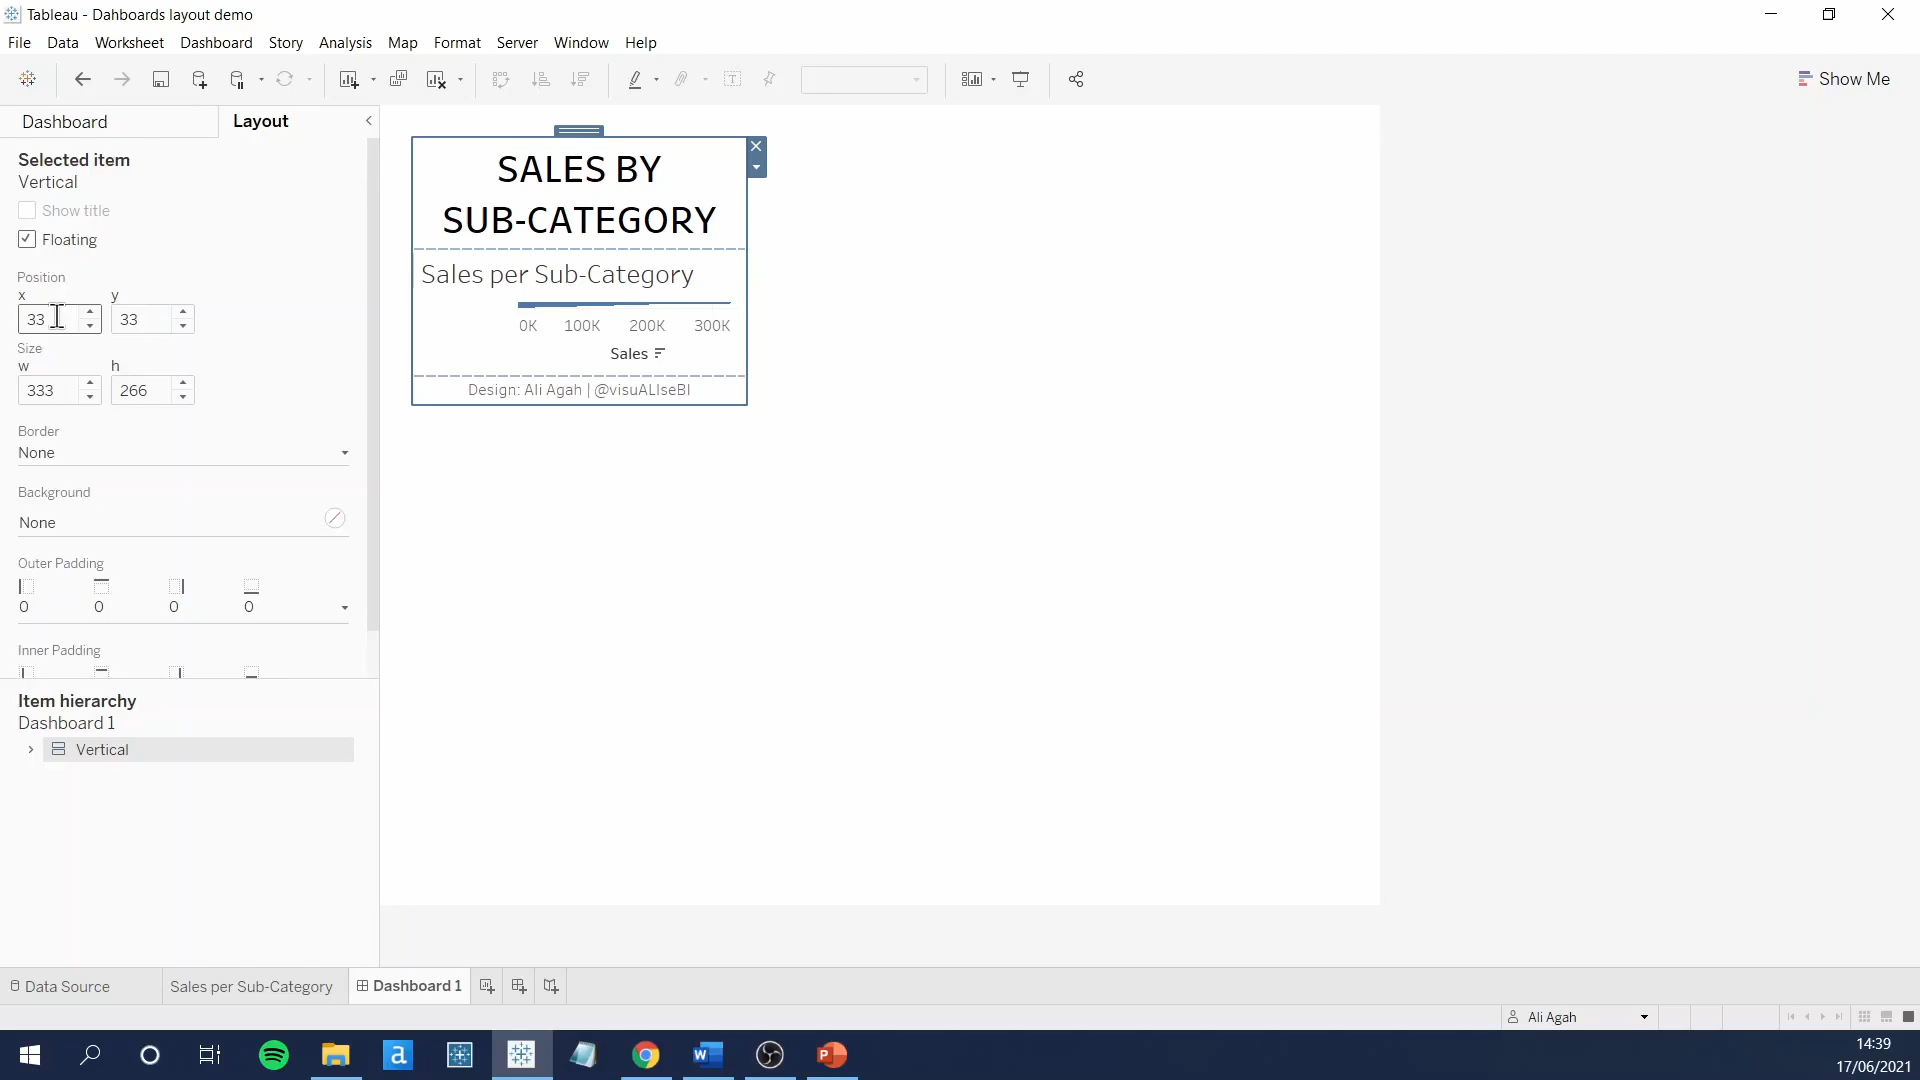 Tableau - Dahboards layout demo
File Data Worksheet Dashboard Story Analysis Map Format Server Window Help
Show Me
Dashboard Layout
Selected item
Vertical
Show title
Floating
Position
x y
33 33
Size
w h
333 266
Border
None
Background
None
Outer Padding
0 0 0 0
Inner Padding
Item hierarchy
Dashboard 1
Vertical
SALES BY
SUB-CATEGORY
Sales per Sub-Category
0K 100K 200K 300K
Sales
Design: Ali Agah | @visuALIseBI
Data Source Sales per Sub-Category Dashboard 1
Ali Agah
14:39
17/06/2021